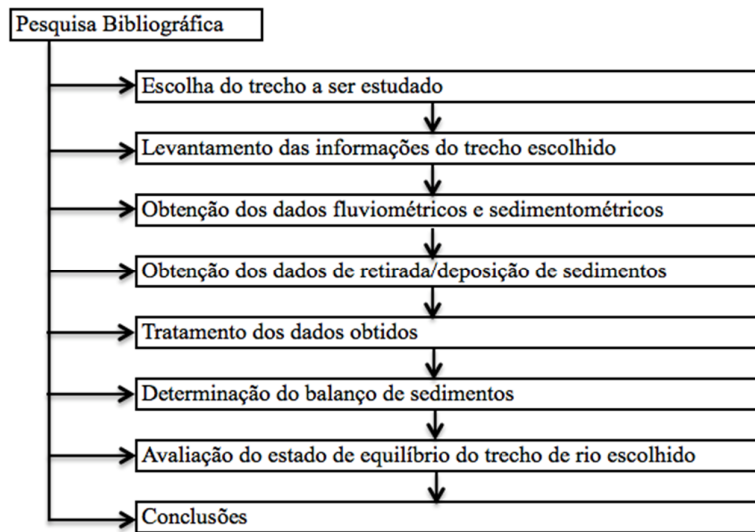 Pesquisa Bibliográfica
Escolha do trecho a ser estudado
Levantamento das informações do trecho escolhido
Obtenção dos dados fluviométricos e sedimentométricos
Obtenção dos dados de retirada/deposição de sedimentos
Tratamento dos dados obtidos
Determinação do balanço de sedimentos
Avaliação do estado de equilíbrio do trecho de rio escolhido
Conclusões